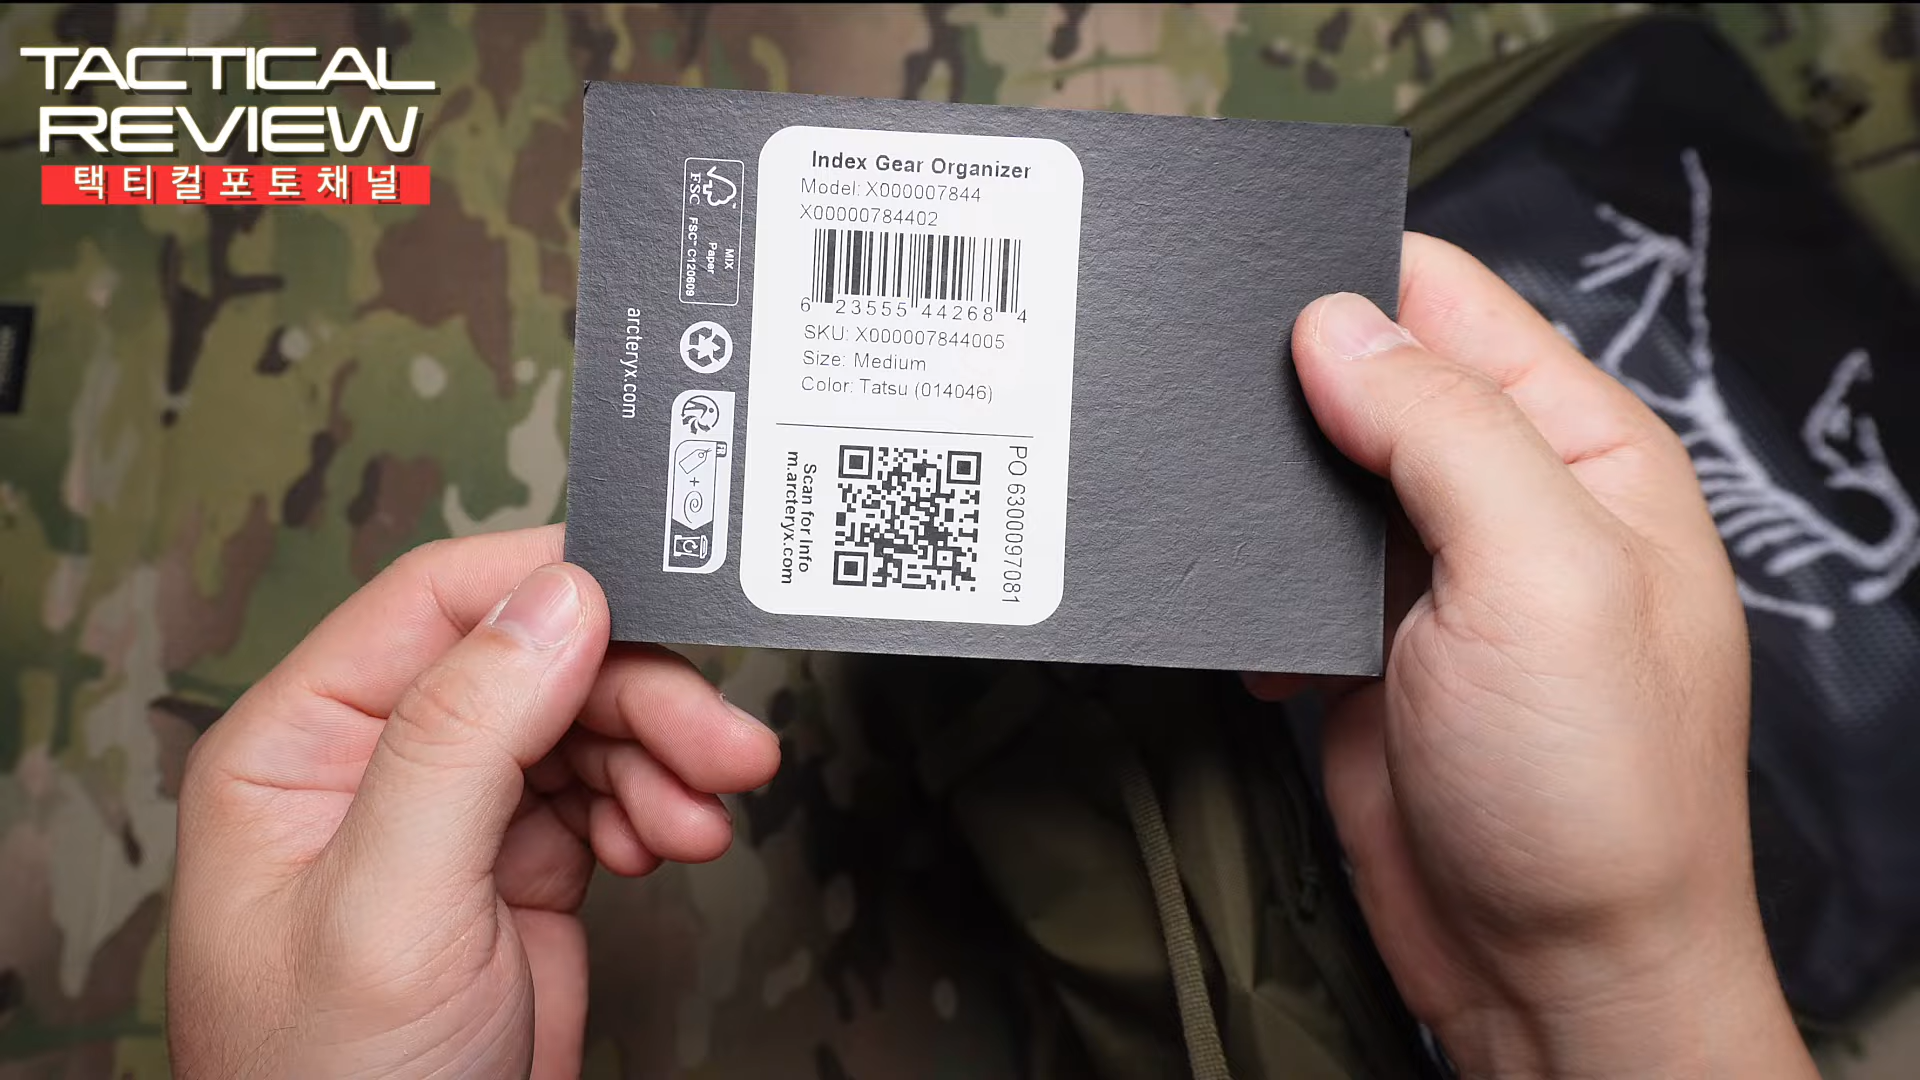 TACTICAL
REVIEW
택티컬포토채널
Index Gear Organizer
Model: X000007844
X00000784402
6 23555 44268 4
SKU: X000007844005
Size: Medium
Color: Tatsu (014046)
PO 6300097081
Scan for Info
m.arcteryx.com
FSC
MIX
Paper
FSC™ C120609
FR
+
arcteryx.com